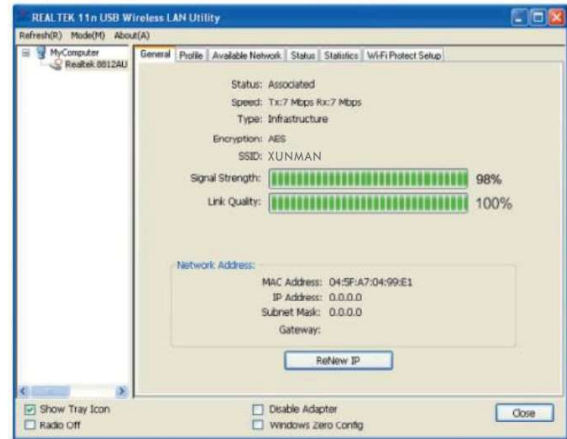 REALTEK 11n USB Wireless LAN Utility
Refresh(R) Mode(M) About(A)
MyComputer
Realtek 8812AU
General Profile Available Network Status Statistics Wi-Fi Protect Setup
Status: Associated
Speed: Tx:7 Mbps Rx:7 Mbps
Type: Infrastructure
Encryption: AES
SSID: XUNMAN
Signal Strength: 98%
Link Quality: 100%
Network Address:
MAC Address: 04:5F:A7:04:99:E1
IP Address: 0.0.0.0
Subnet Mask: 0.0.0.0
Gateway:
ReNew IP
Show Tray Icon
Radio Off
Disable Adapter
Windows Zero Config
Close